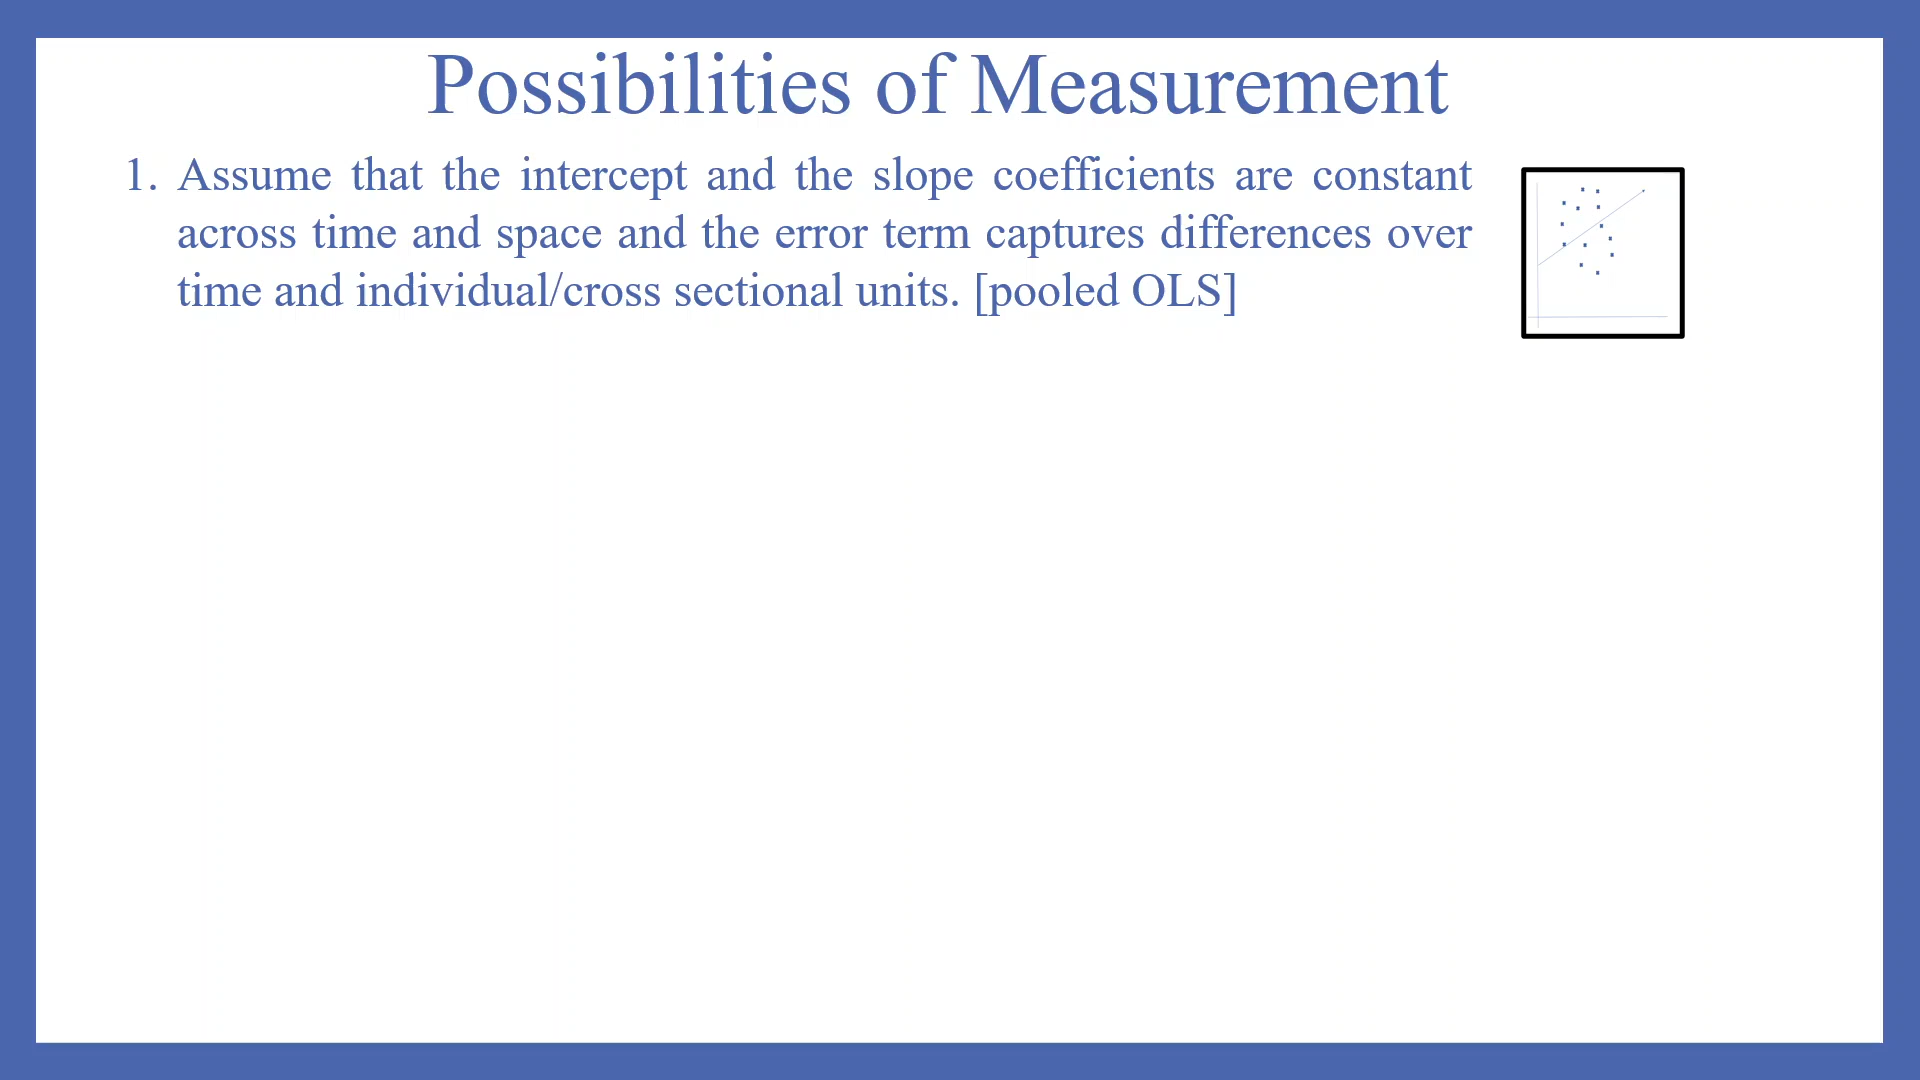 Possibilities of Measurement
1. Assume that the intercept and the slope coefficients are constant
across time and space and the error term captures differences over
time and individual/cross sectional units. [pooled OLS]